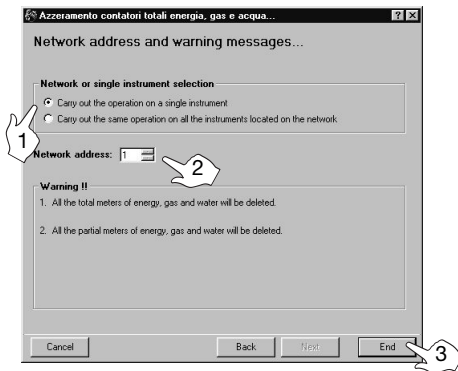 Azzeramento contatori totali energia, gas e acqua...
Network address and warning messages...
Network or single instrument selection
Carry out the operation on a single instrument
Carry out the same operation on all the instruments located on the network
1
Network address: 1
2
Warning !!
1. All the total meters of energy, gas and water will be deleted.
2. All the partial meters of energy, gas and water will be deleted.
Cancel Back Next End
3